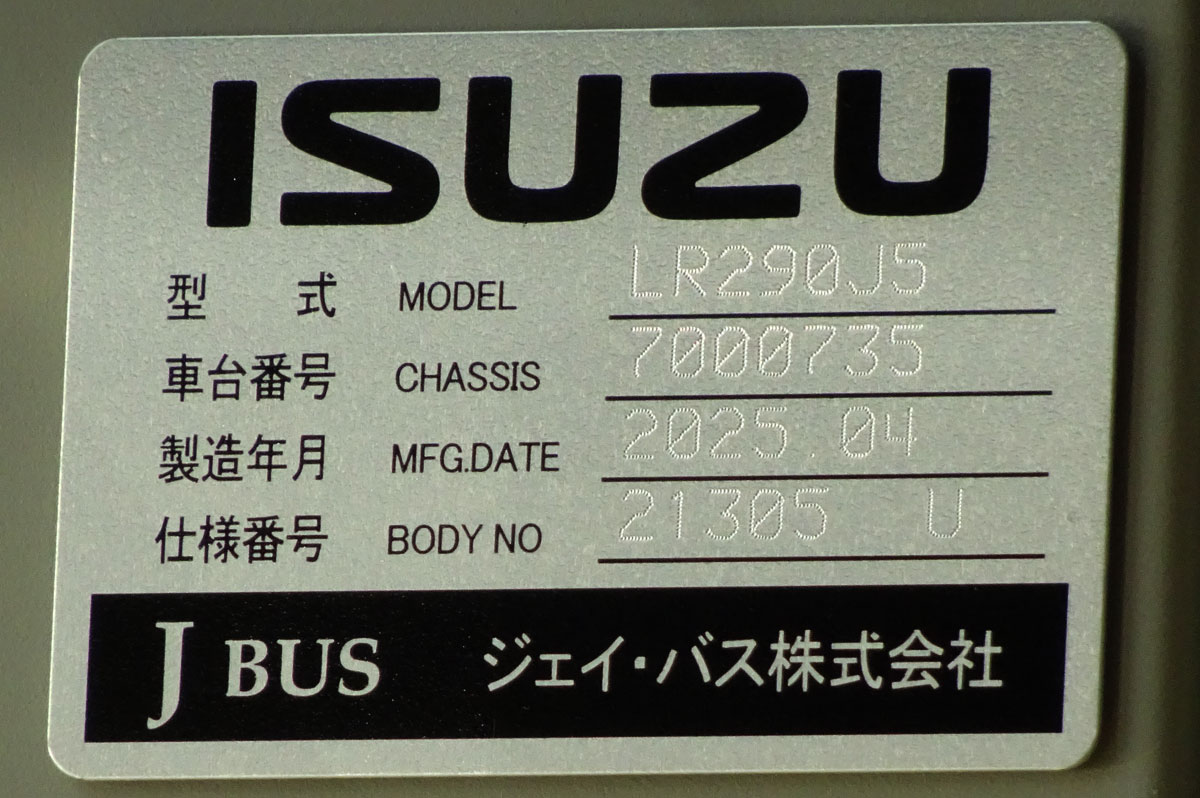 ISUZU
型 式 MODEL LR290J5
車台番号 CHASSIS 7000735
製造年月 MFG.DATE 2025.04
仕様番号 BODY NO 21305 U
J BUS ジェイ・バス株式会社